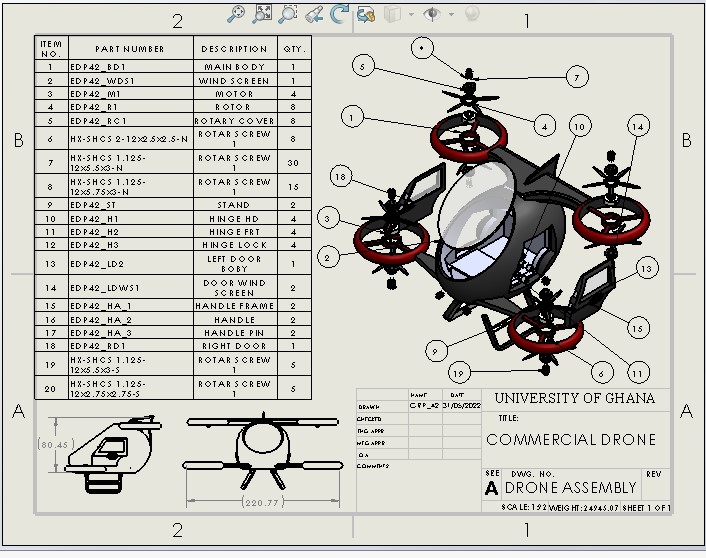 2
1
ITEM NO. PART NUMBER DESCRIPTION QTY.
1 EDP42_BD1 MAIN BODY 1
2 EDP42_WDS1 WIND SCREEN 1
3 EDP42_M1 MOTOR 4
4 EDP42_R1 ROTOR 8
5 EDP42_RC1 ROTARY COVER 8
6 HX-SHCS 2-12x2.5x2.5-N ROTAR SCREW 1 8
7 HX-SHCS 1.125-12x5.5x3-N ROTAR SCREW 1 30
8 HX-SHCS 1.125-12x5.75x3-N ROTAR SCREW 1 15
9 EDP42_ST STAND 2
10 EDP42_H1 HINGE HD 4
11 EDP42_H2 HINGE FRT 4
12 EDP42_H3 HINGE LOCK 4
13 EDP42_LD2 LEFT DOOR BOBY 1
14 EDP42_LDWS1 DOOR WIND SCREEN 2
15 EDP42_HA_1 HANDLE FRAME 2
16 EDP42_HA_2 HANDLE 2
17 EDP42_HA_3 HANDLE PIN 2
18 EDP42_RD1 RIGHT DOOR 1
19 HX-SHCS 1.125-12x5.5x3-S ROTAR SCREW 1 5
20 HX-SHCS 1.125-12x2.75x2.75-S ROTAR SCREW 1 5
B
B
A
A
5
7
1
4
10
14
18
3
2
13
15
9
19
6
11
(80.45)
(220.77)
NAME DATE
DRAWN GRP_42 31/05/2022
CHECKED
ENG APPR.
MFG APPR.
Q.A.
COMMENTS:
UNIVERSITY OF GHANA
TITLE:
COMMERCIAL DRONE
SEE DWG. NO. REV
A DRONE ASSEMBLY
SCALE: 1:92 WEIGHT: 24945.07 SHEET 1 OF 1
2
1